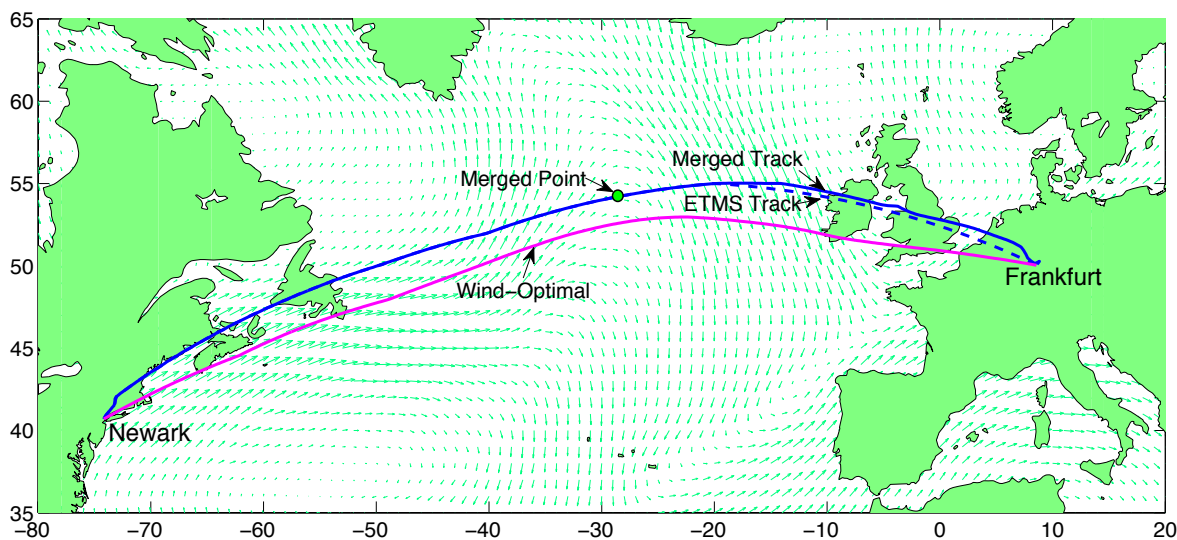 65
60
55
50
45
40
35
Merged Track
Merged Point
ETMS Track
Wind-Optimal
Frankfurt
Newark
−80 −70 −60 −50 −40 −30 −20 −10 0 10 20